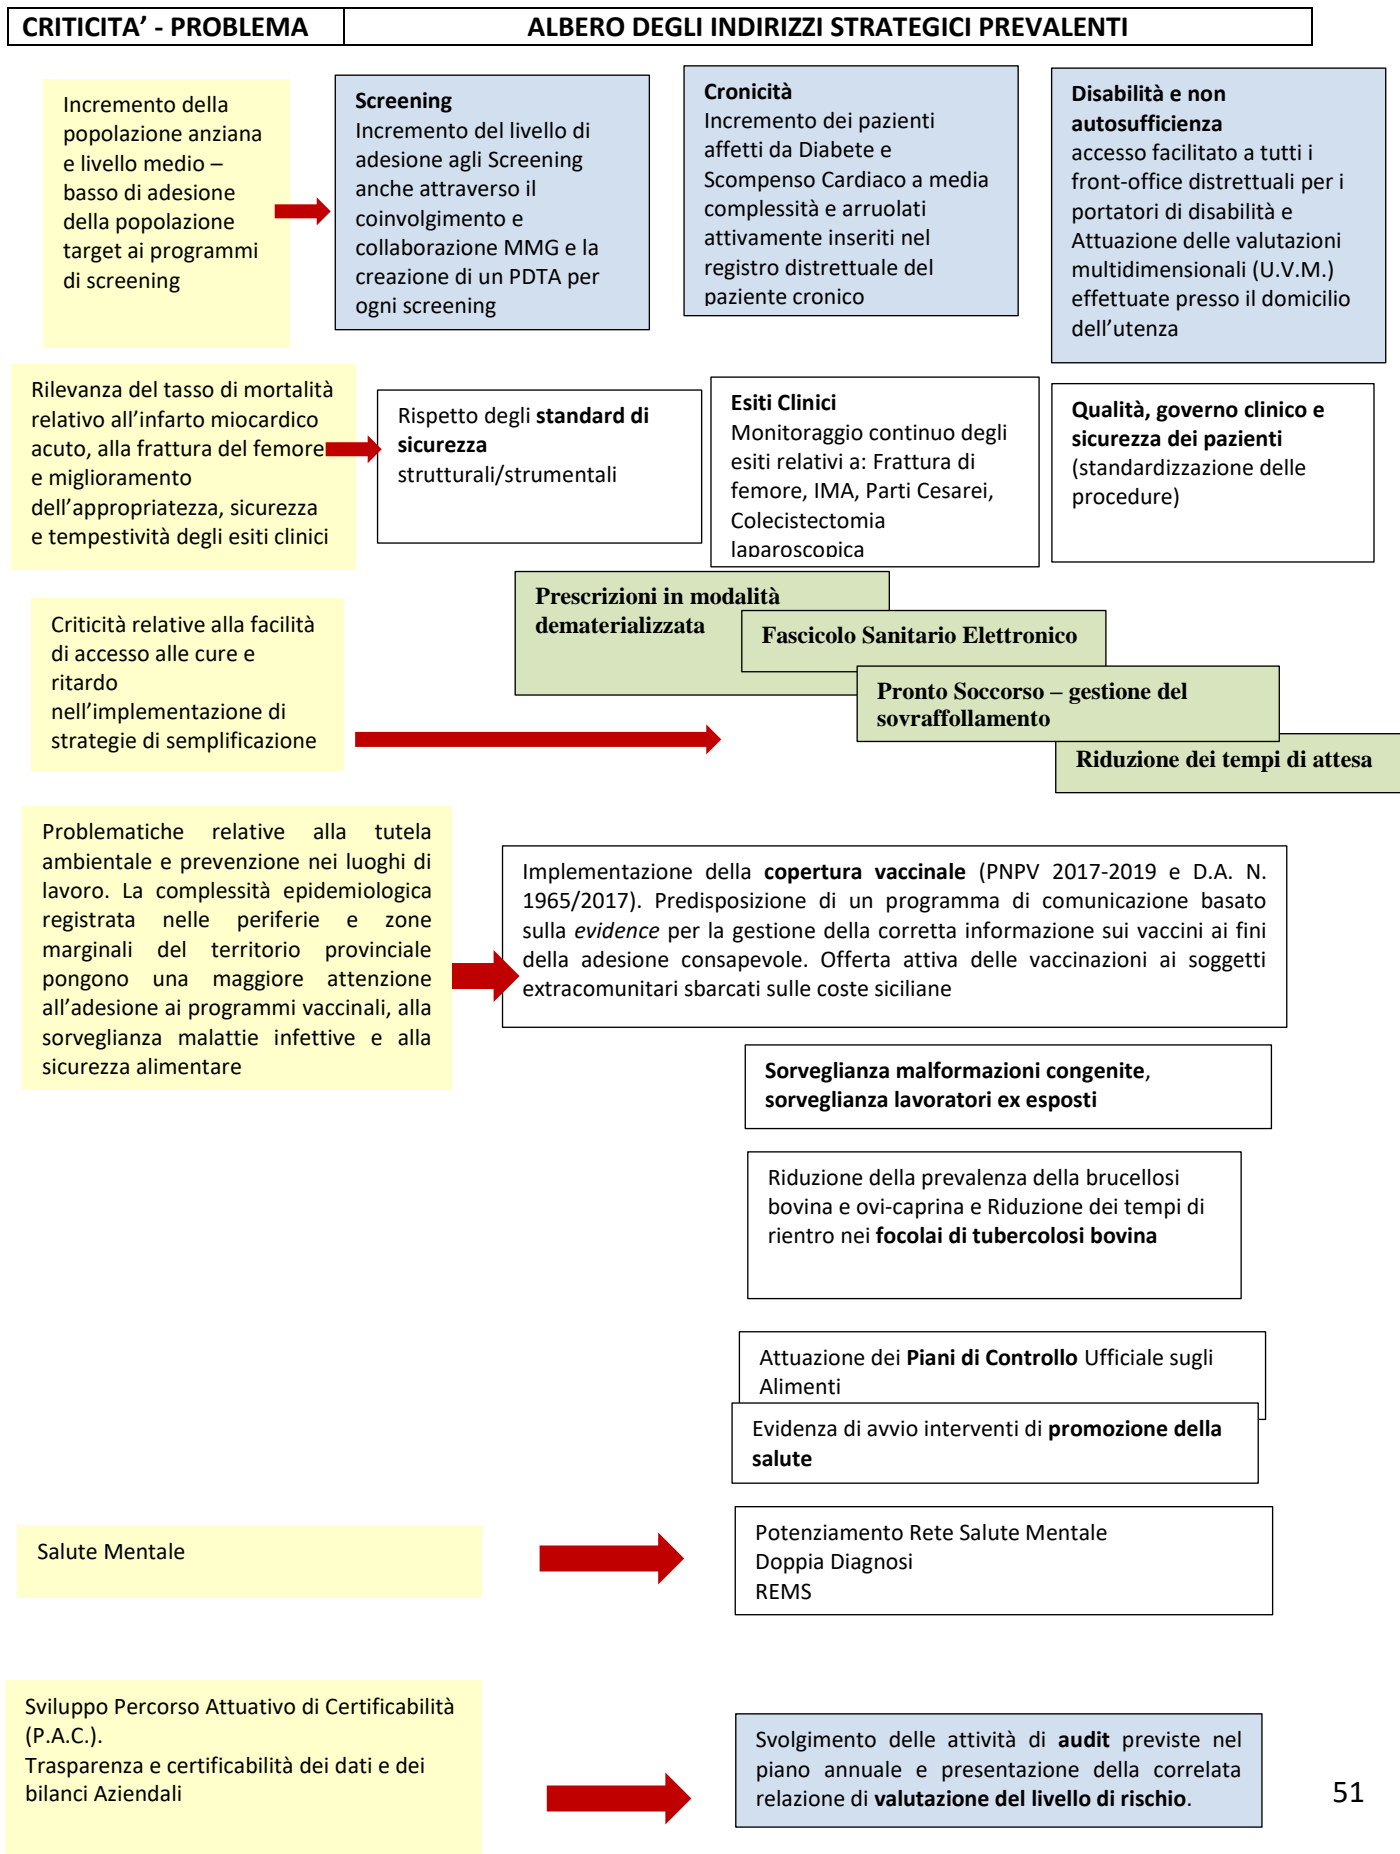 CRITICITA’ - PROBLEMA
ALBERO DEGLI INDIRIZZI STRATEGICI PREVALENTI
Incremento della
popolazione anziana
e livello medio –
basso di adesione
della popolazione
target ai programmi
di screening
Screening
Incremento del livello di
adesione agli Screening
anche attraverso il
coinvolgimento e
collaborazione MMG e la
creazione di un PDTA per
ogni screening
Cronicità
Incremento dei pazienti
affetti da Diabete e
Scompenso Cardiaco a media
complessità e arruolati
attivamente inseriti nel
registro distrettuale del
paziente cronico
Disabilità e non
autosufficienza
accesso facilitato a tutti i
front-office distrettuali per i
portatori di disabilità e
Attuazione delle valutazioni
multidimensionali (U.V.M.)
effettuate presso il domicilio
dell’utenza
Rilevanza del tasso di mortalità
relativo all’infarto miocardico
acuto, alla frattura del femore
e miglioramento
dell’appropriatezza, sicurezza
e tempestività degli esiti clinici
Rispetto degli standard di
sicurezza
strutturali/strumentali
Esiti Clinici
Monitoraggio continuo degli
esiti relativi a: Frattura di
femore, IMA, Parti Cesarei,
Colecistectomia
laparoscopica
Qualità, governo clinico e
sicurezza dei pazienti
(standardizzazione delle
procedure)
Criticità relative alla facilità
di accesso alle cure e
ritardo
nell’implementazione di
strategie di semplificazione
Prescrizioni in modalità
dematerializzata
Fascicolo Sanitario Elettronico
Pronto Soccorso – gestione del
sovraffollamento
Riduzione dei tempi di attesa
Problematiche relative alla tutela
ambientale e prevenzione nei luoghi di
lavoro. La complessità epidemiologica
registrata nelle periferie e zone
marginali del territorio provinciale
pongono una maggiore attenzione
all’adesione ai programmi vaccinali, alla
sorveglianza malattie infettive e alla
sicurezza alimentare
Implementazione della copertura vaccinale (PNPV 2017-2019 e D.A. N.
1965/2017). Predisposizione di un programma di comunicazione basato
sulla evidence per la gestione della corretta informazione sui vaccini ai fini
della adesione consapevole. Offerta attiva delle vaccinazioni ai soggetti
extracomunitari sbarcati sulle coste siciliane
Sorveglianza malformazioni congenite,
sorveglianza lavoratori ex esposti
Riduzione della prevalenza della brucellosi
bovina e ovi-caprina e Riduzione dei tempi di
rientro nei focolai di tubercolosi bovina
Attuazione dei Piani di Controllo Ufficiale sugli
Alimenti
Evidenza di avvio interventi di promozione della
salute
Salute Mentale
Potenziamento Rete Salute Mentale
Doppia Diagnosi
REMS
Sviluppo Percorso Attuativo di Certificabilità
(P.A.C.).
Trasparenza e certificabilità dei dati e dei
bilanci Aziendali
Svolgimento delle attività di audit previste nel
piano annuale e presentazione della correlata
relazione di valutazione del livello di rischio.
51